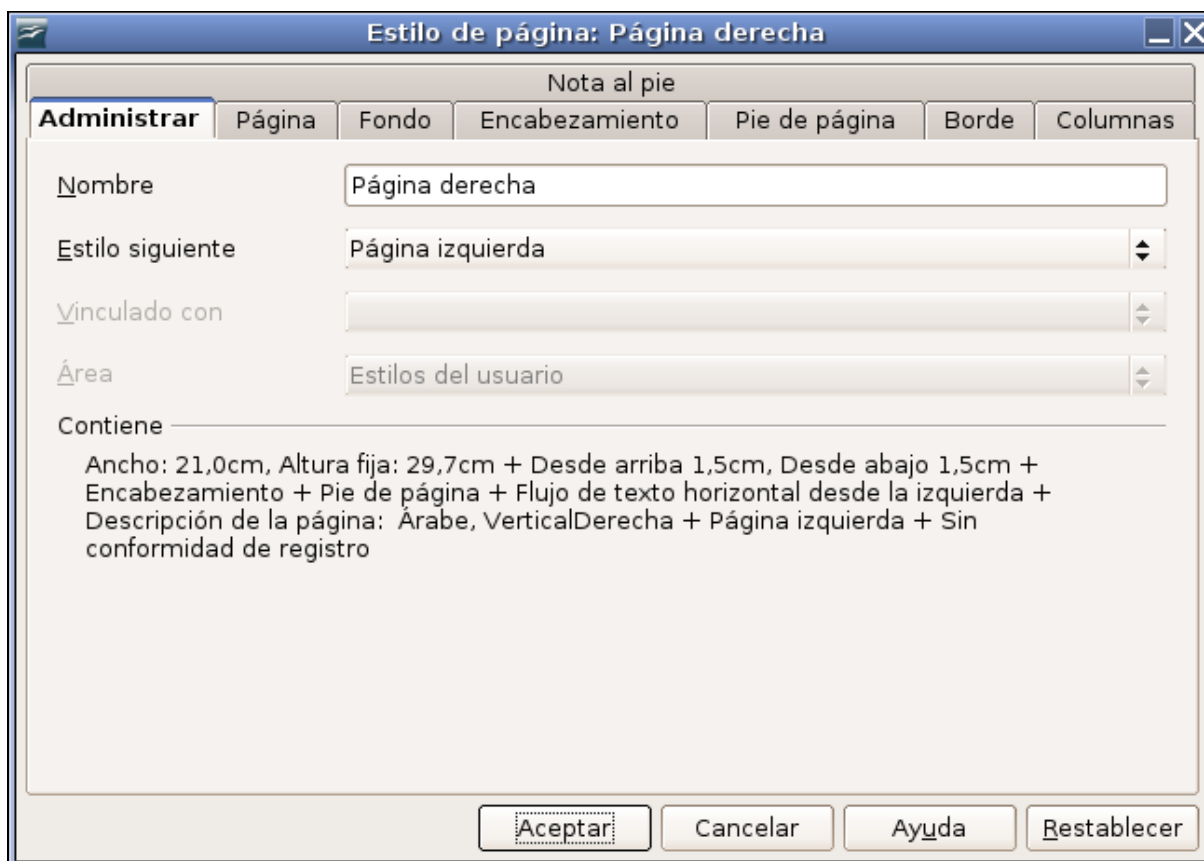 Estilo de página: Página derecha
Nota al pie
Administrar Página Fondo Encabezamiento Pie de página Borde Columnas
Nombre Página derecha
Estilo siguiente Página izquierda
Vinculado con
Área Estilos del usuario
Contiene
Ancho: 21,0cm, Altura fija: 29,7cm + Desde arriba 1,5cm, Desde abajo 1,5cm +
Encabezamiento + Pie de página + Flujo de texto horizontal desde la izquierda +
Descripción de la página:  Árabe, VerticalDerecha + Página izquierda + Sin
conformidad de registro
Aceptar Cancelar Ayuda Restablecer